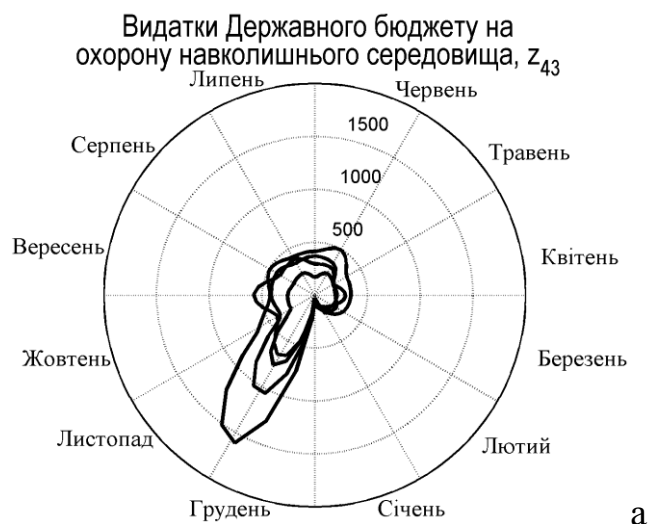 Видатки Державного бюджету на
охорону навколишнього середовища, z43
Липень
Червень
1500
Серпень
Травень
1000
500
Вересень
Квітень
Жовтень
Березень
Листопад
Лютий
Грудень
Січень
а